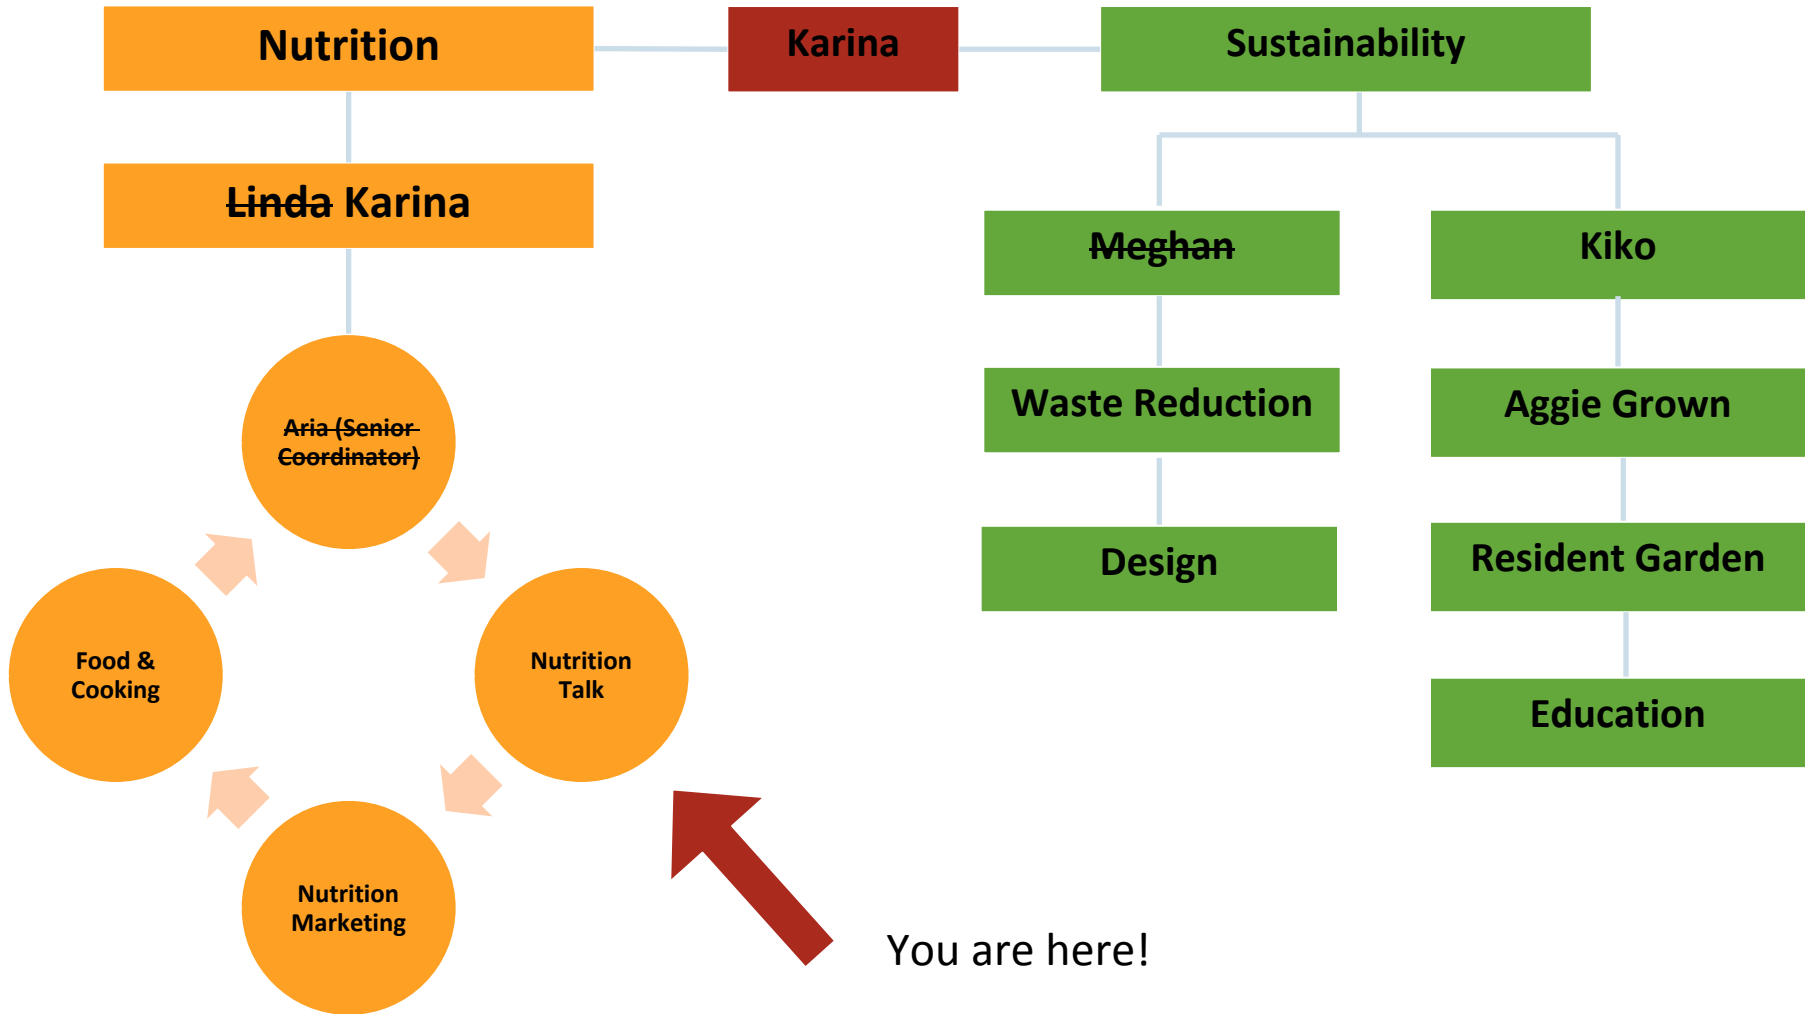 Nutrition
Karina
Sustainability
Linda Karina
Meghan
Kiko
Aria (Senior
Coordinator)
Waste Reduction
Aggie Grown
Design
Resident Garden
Food &
Cooking
Nutrition
Talk
Education
Nutrition
Marketing
You are here!